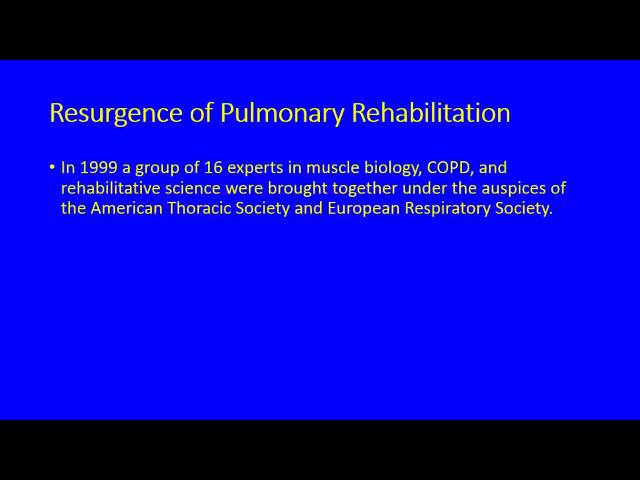 Resurgence of Pulmonary Rehabilitation
• In 1999 a group of 16 experts in muscle biology, COPD, and
rehabilitative science were brought together under the auspices of
the American Thoracic Society and European Respiratory Society.